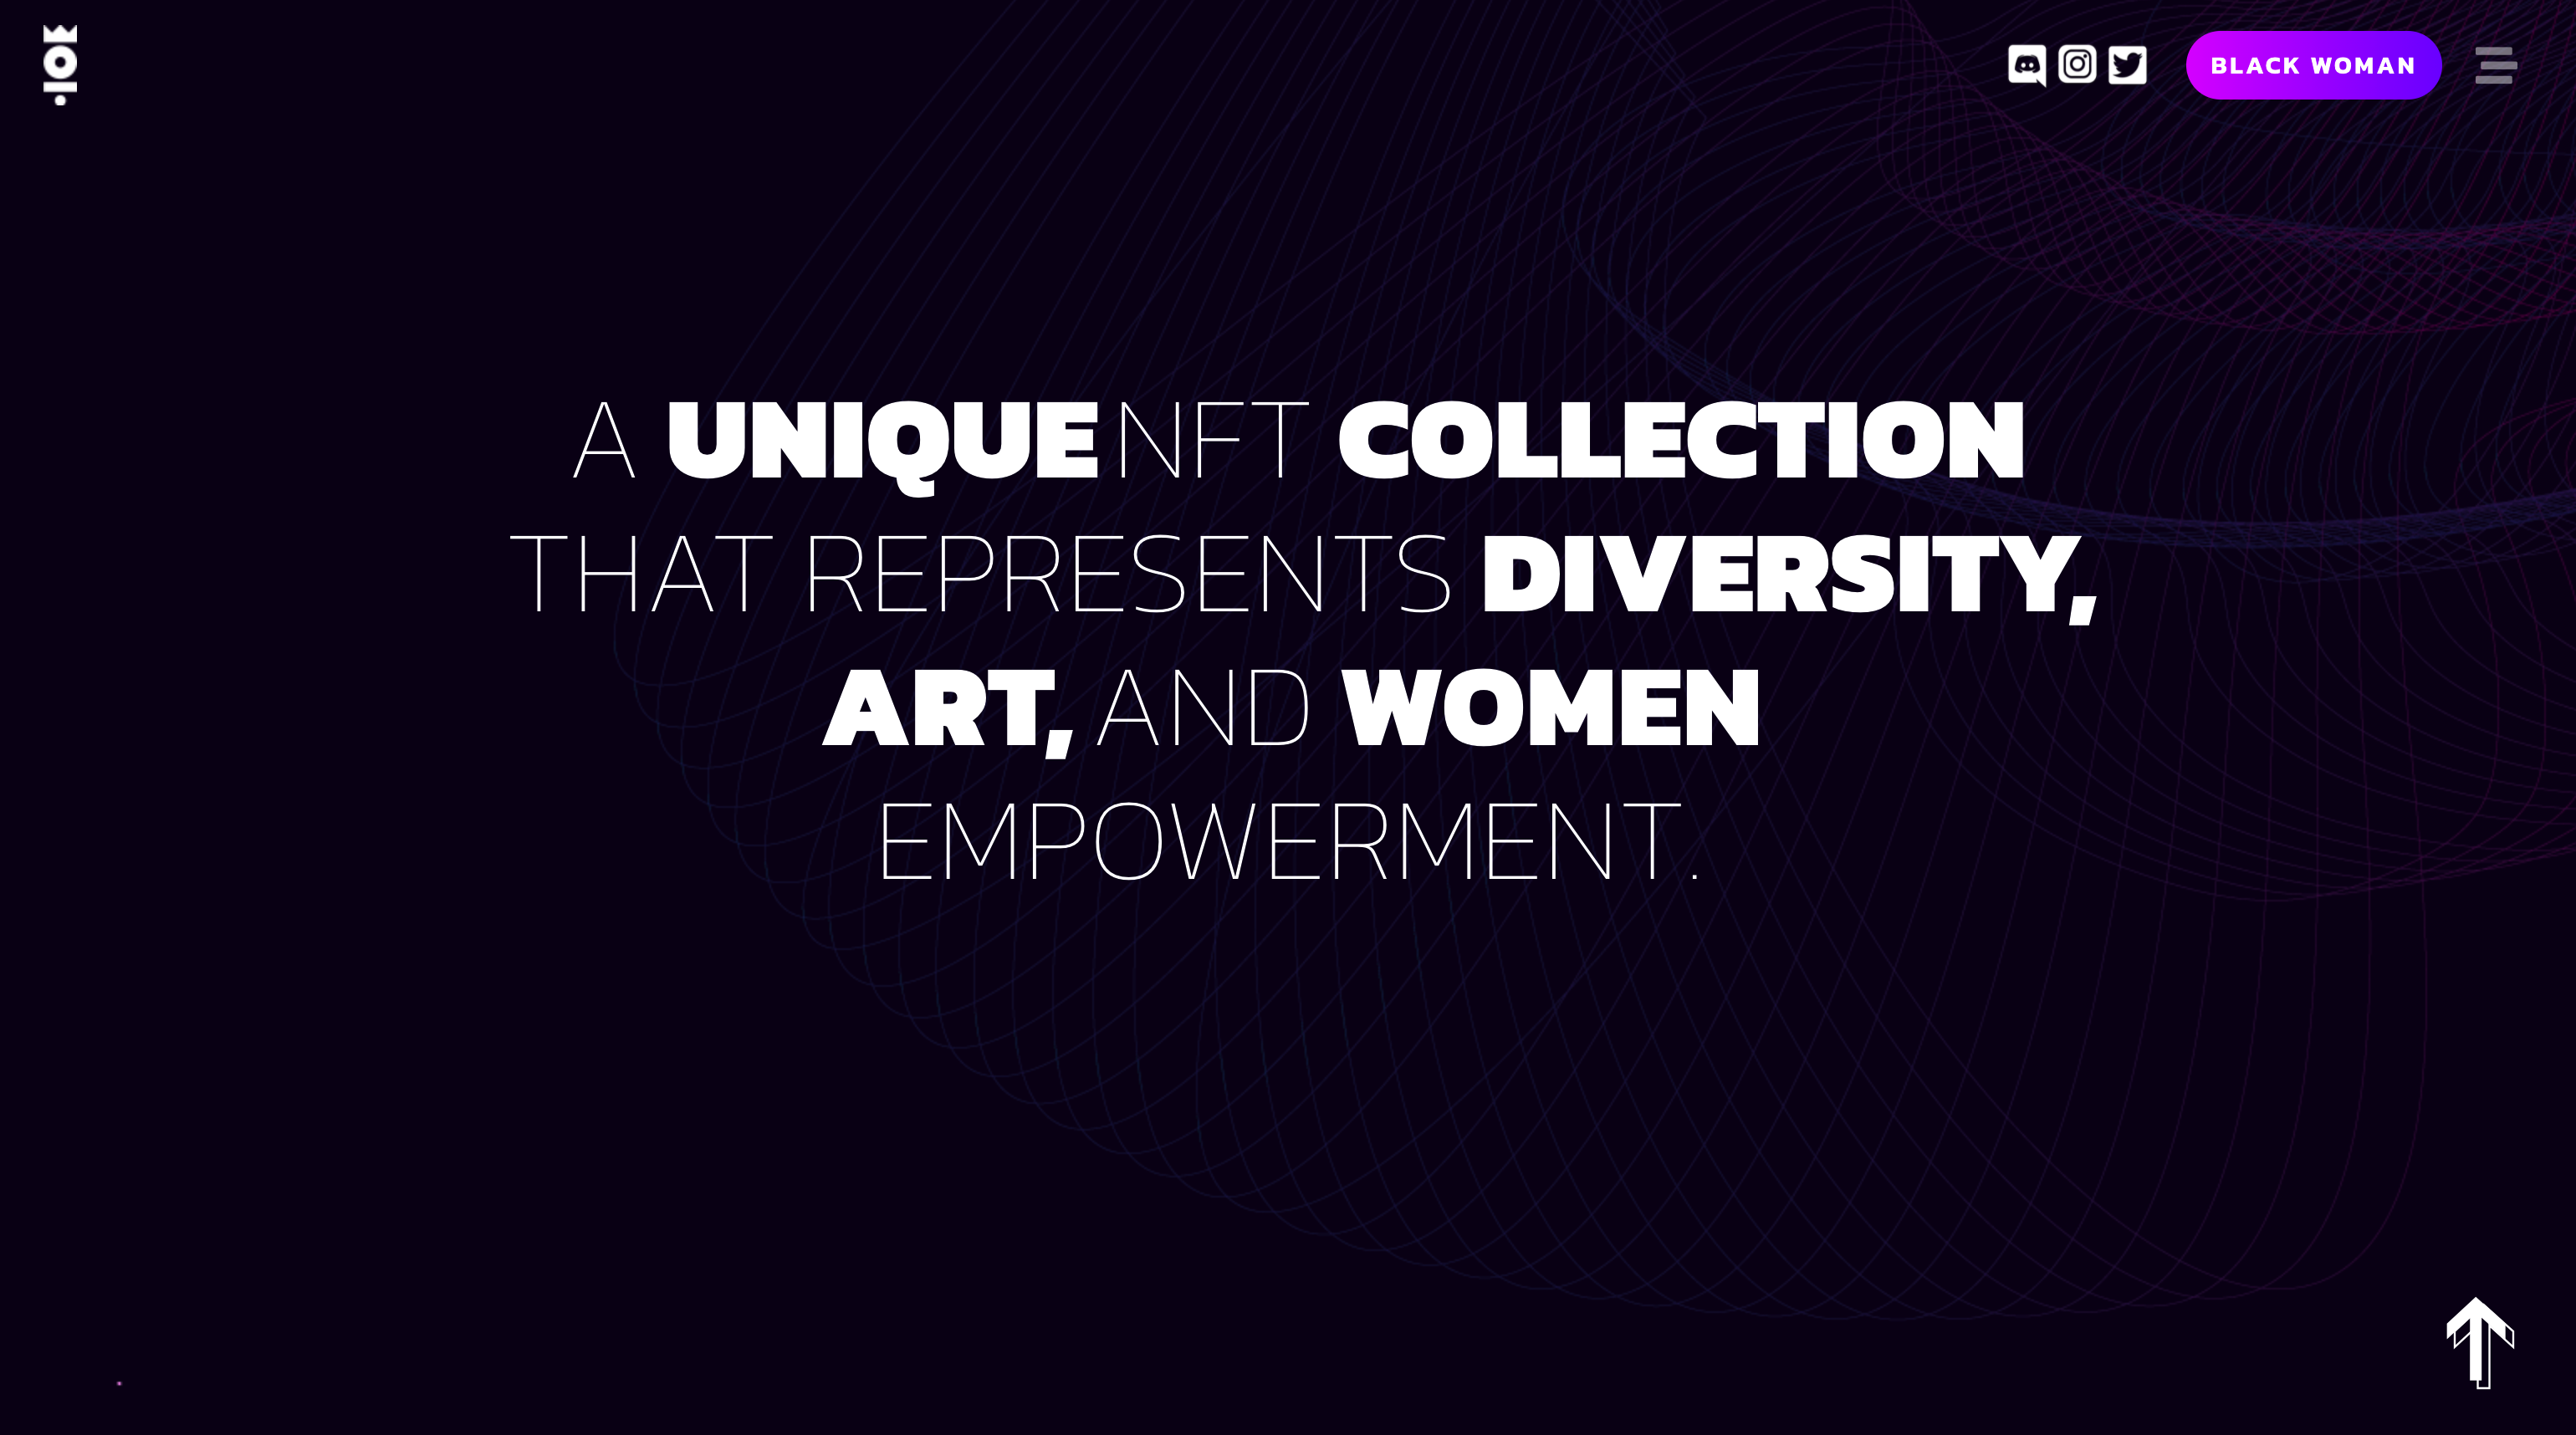 BLACK WOMAN
A UNIQUE NFT COLLECTION
THAT REPRESENTS DIVERSITY,
ART, AND WOMEN
EMPOWERMENT.